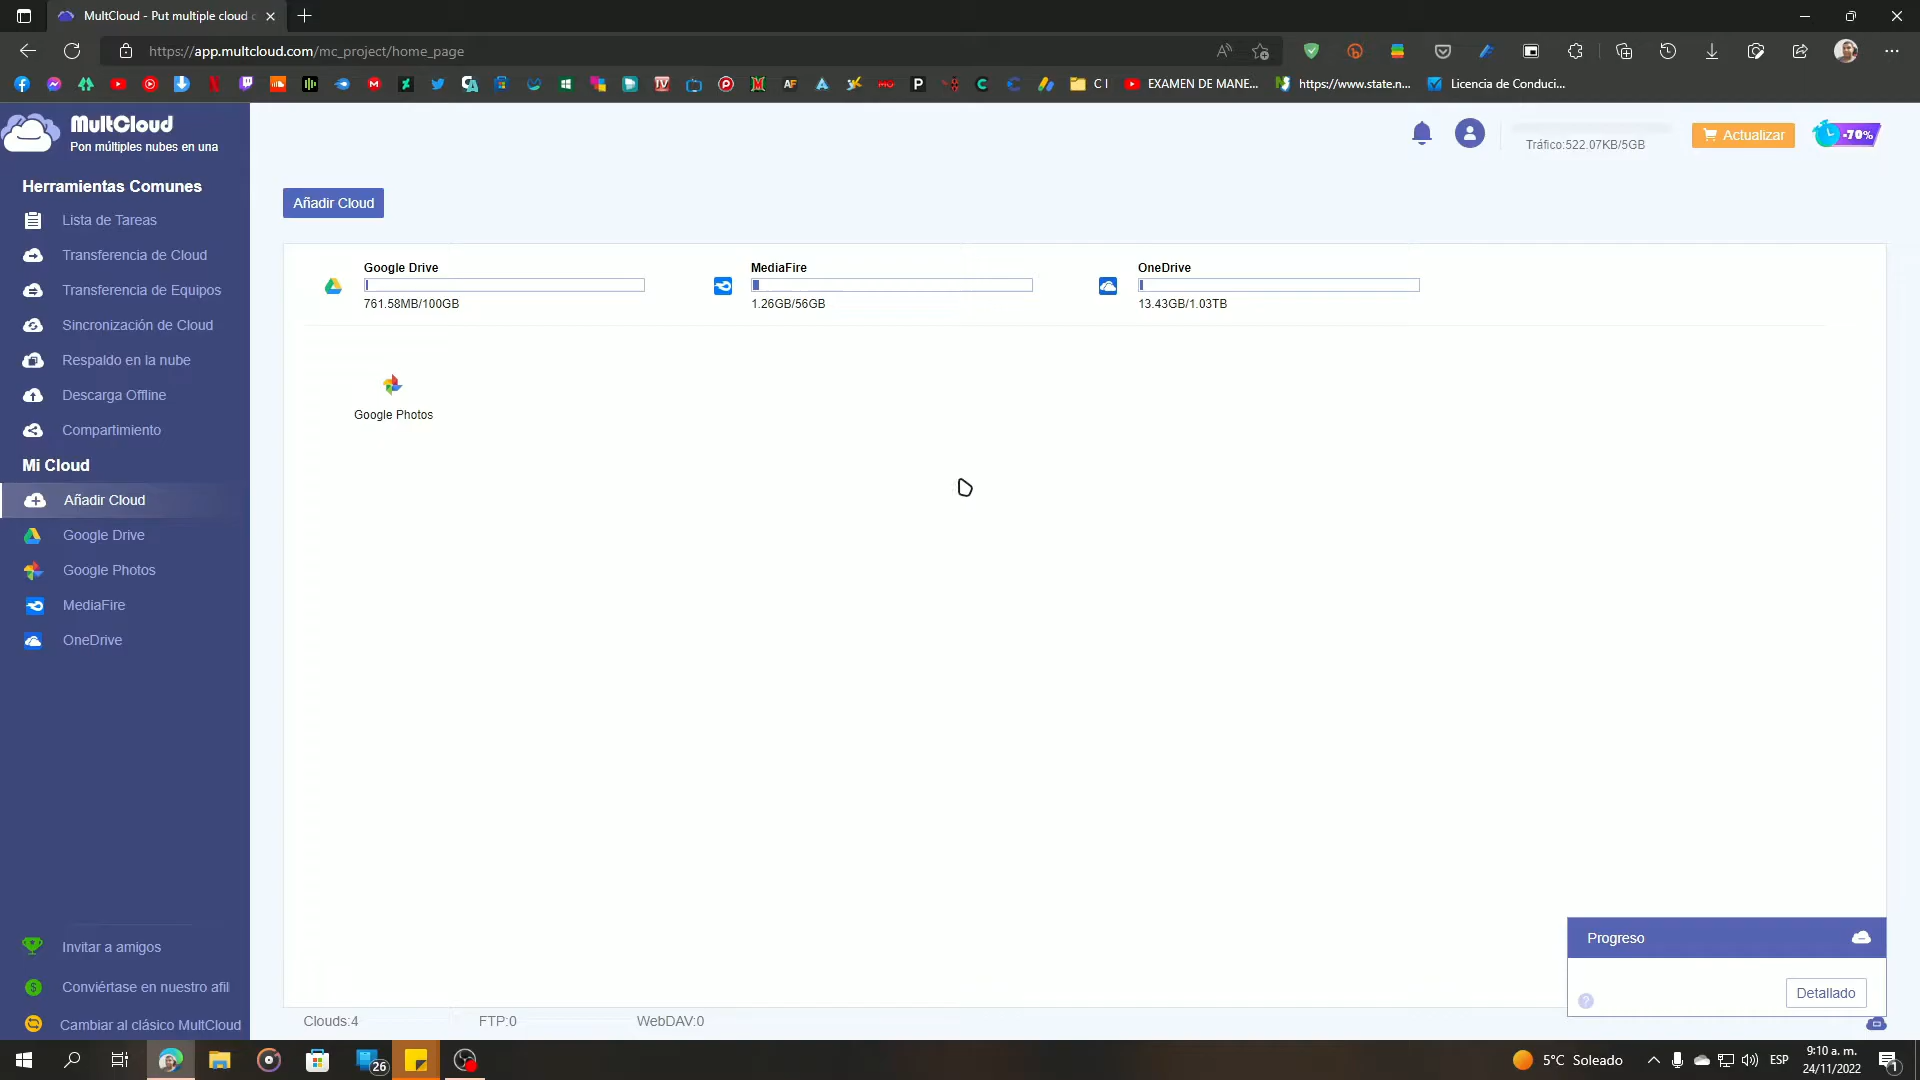 MultCloud - Put multiple cloud
https://app.multcloud.com/mc_project/home_page
C I
EXAMEN DE MANE...
https://www.state.n...
Licencia de Conduci...
MultCloud
Pon múltiples nubes en una
Tráfico:522.07KB/5GB
Actualizar
-70%
Herramientas Comunes
Lista de Tareas
Transferencia de Cloud
Transferencia de Equipos
Sincronización de Cloud
Respaldo en la nube
Descarga Offline
Compartimiento
Mi Cloud
Añadir Cloud
Google Drive
Google Photos
MediaFire
OneDrive
Invitar a amigos
Conviértase en nuestro afil
Cambiar al clásico MultCloud
Añadir Cloud
Google Drive
761.58MB/100GB
MediaFire
1.26GB/56GB
OneDrive
13.43GB/1.03TB
Google Photos
Progreso
Detallado
Clouds:4
FTP:0
WebDAV:0
26
5°C Soleado
ESP
9:10 a. m.
24/11/2022
1